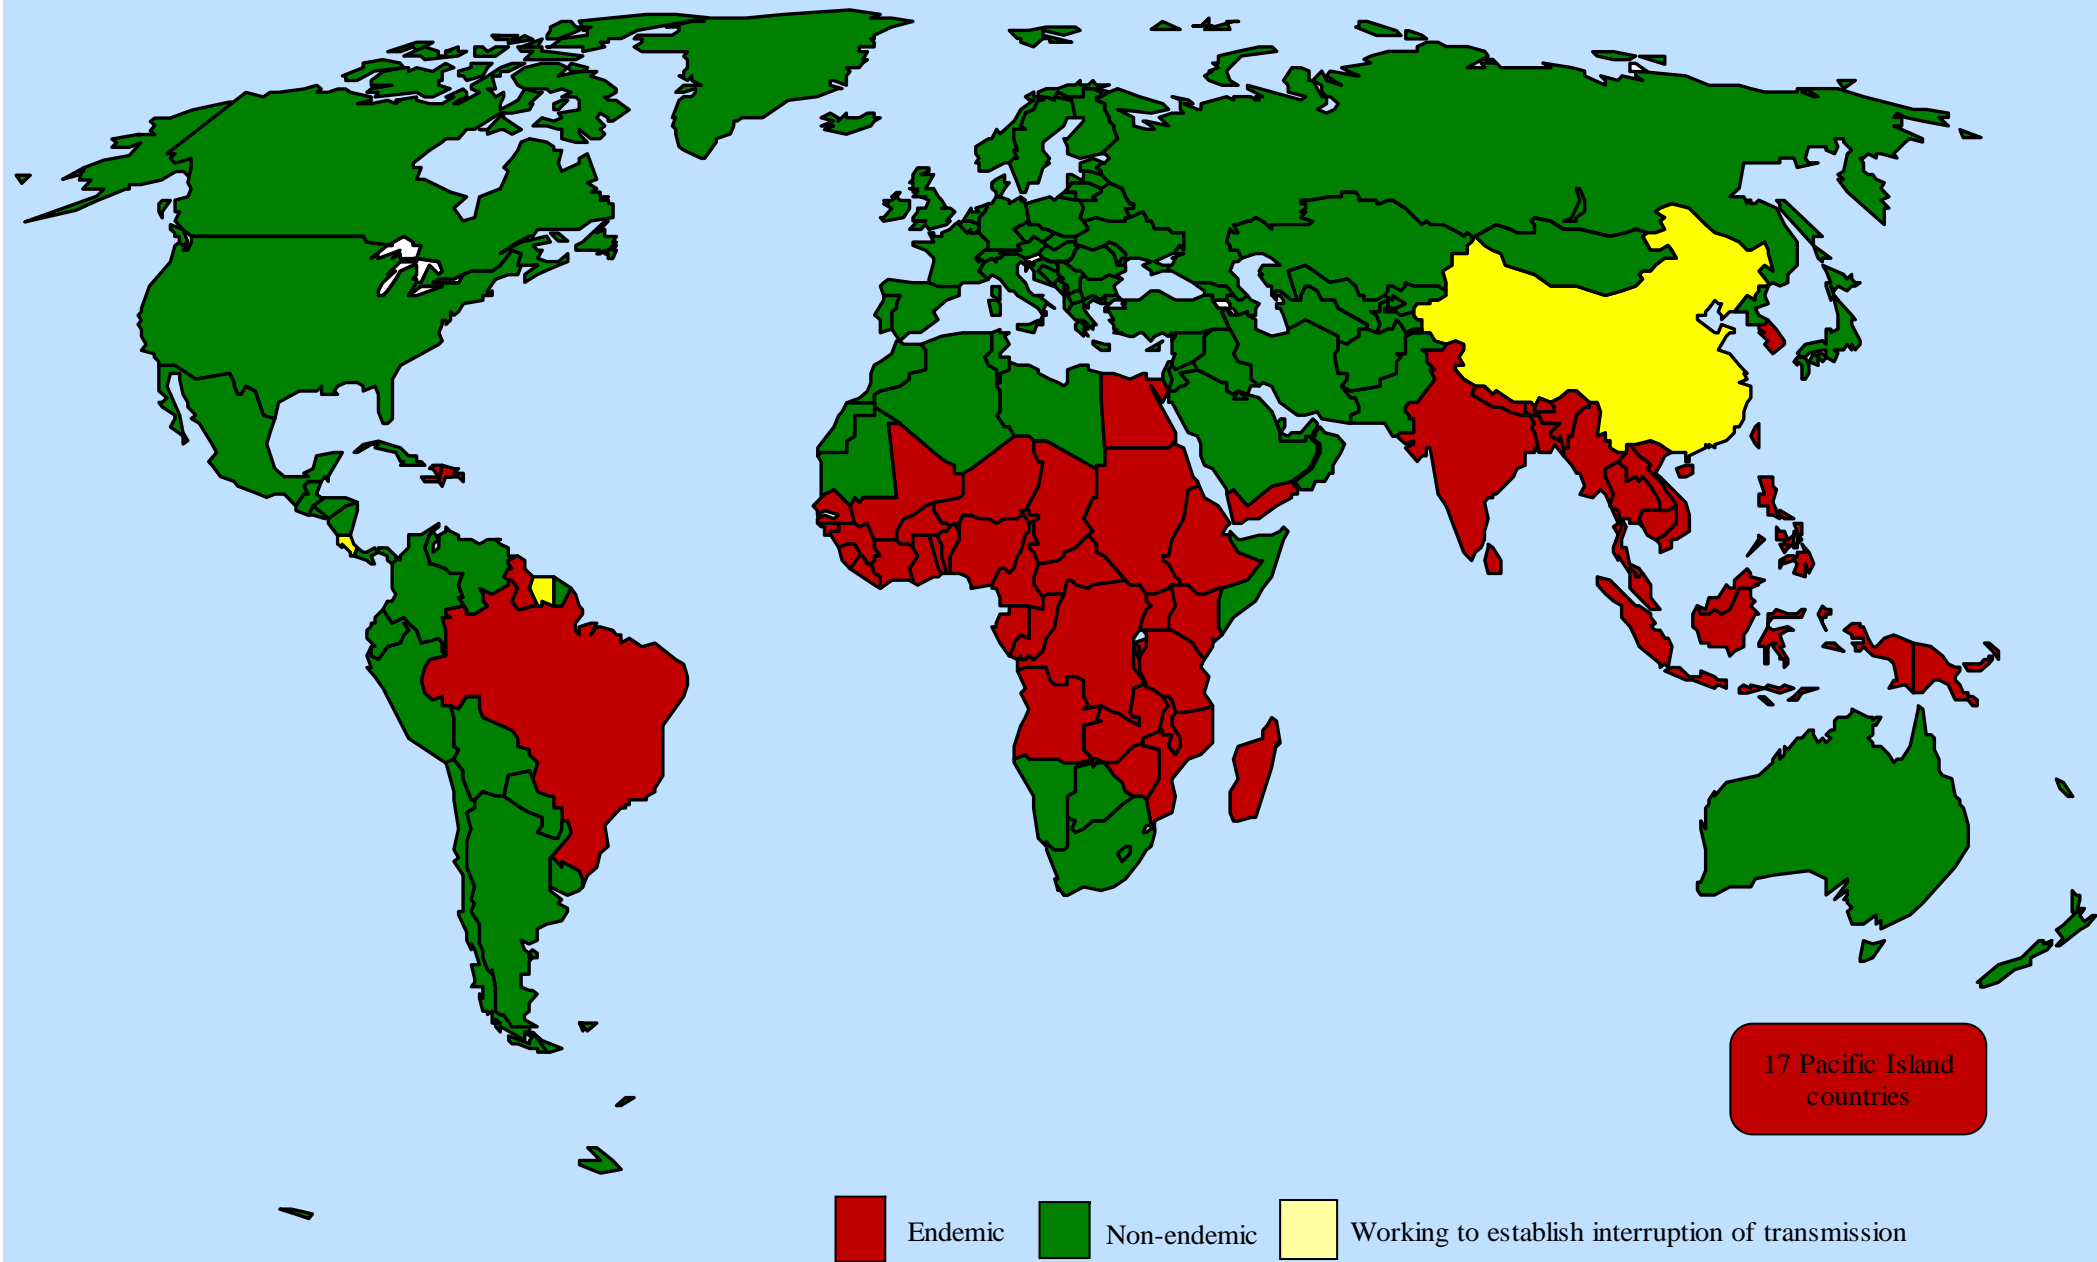 17 Pacific Island
countries
Endemic
Non-endemic
Working to establish interruption of transmission